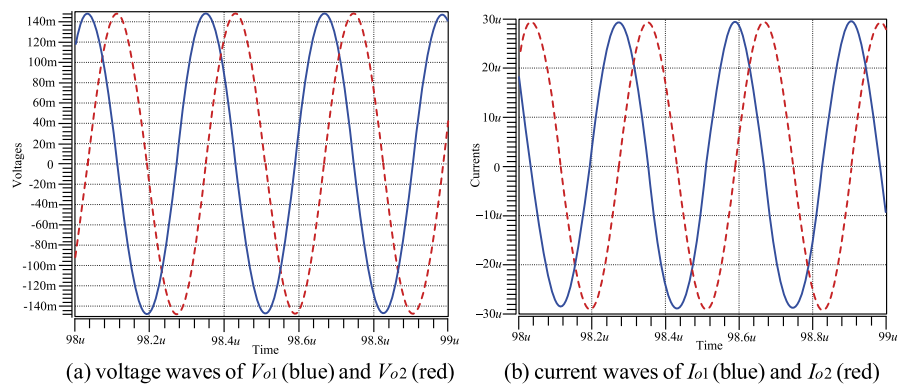 140m
120m
100m
80m
60m
40m
20m
0
-20m
-40m
-60m
-80m
-100m
-120m
-140m
Voltages
98u
98.2u
98.4u
98.6u
98.8u
99u
Time
30u
20u
10u
0
−10u
−20u
−30u
Currents
98u
98.2u
98.4u
98.6u
98.8u
99u
Time
(a) voltage waves of Vo1 (blue) and Vo2 (red)
(b) current waves of Io1 (blue) and Io2 (red)